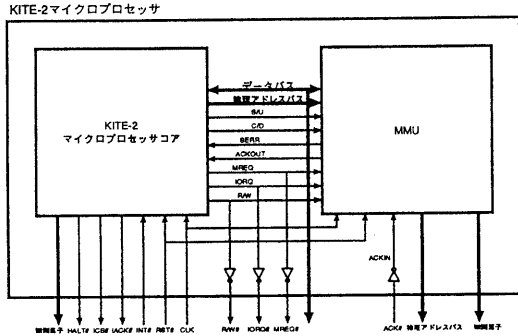 KITE-2マイクロプロセッサ
KITE-2
マイクロプロセッサコア
MMU
データバス
論理アドレスバス
S/U
C/D
BERR
ACKOUT
MREQ
IORQ
R/W
ACKIN
制御端子
HALT#
ICB#
IACK#
INT#
RST#
CLK
R/W#
IORQ#
MREQ#
ACK#
物理アドレスバス
制御端子